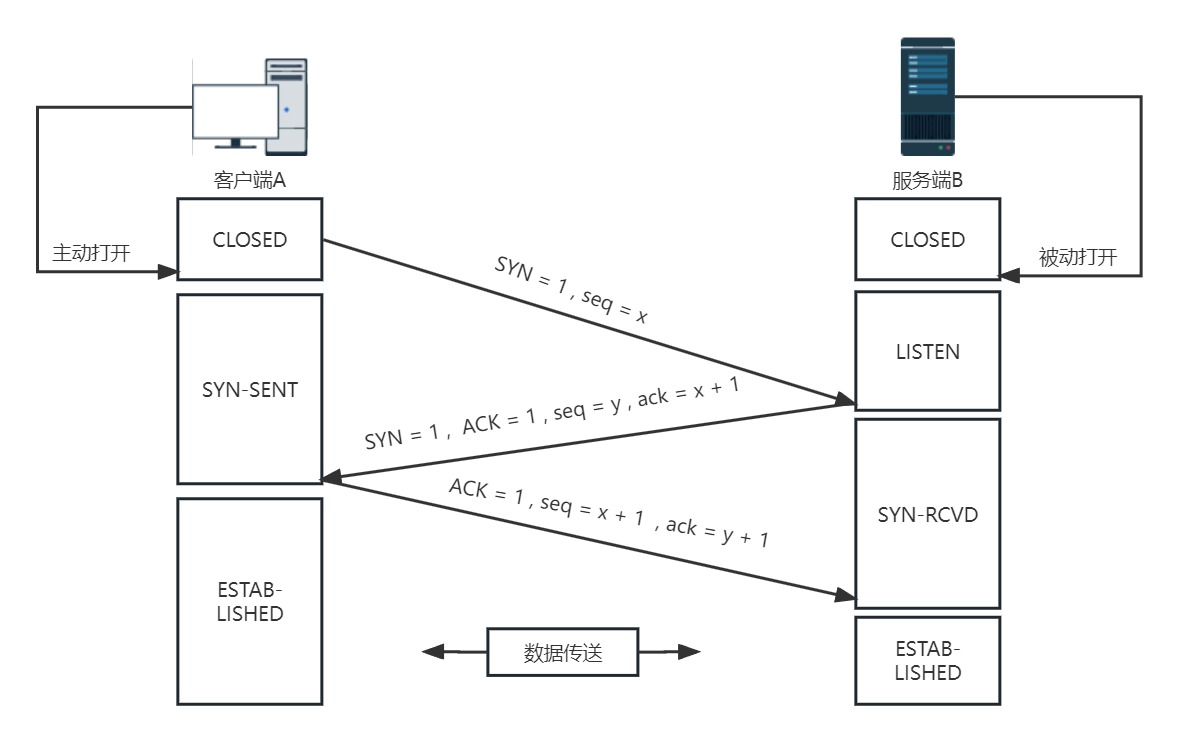 客户端A
服务端B
CLOSED
CLOSED
主动打开
被动打开
SYN = 1 , seq = x
LISTEN
SYN-SENT
SYN = 1 , ACK = 1 , seq = y , ack = x + 1
ACK = 1 , seq = x + 1 , ack = y + 1
SYN-RCVD
ESTAB-
LISHED
数据传送
ESTAB-
LISHED